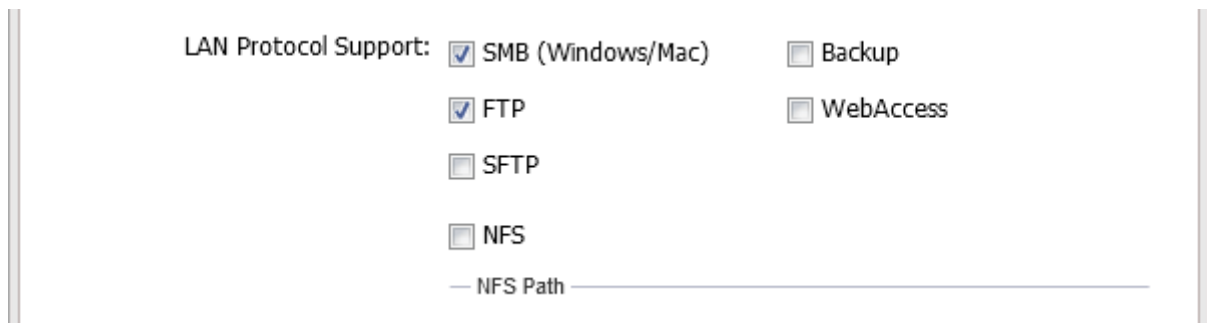 LAN Protocol Support: SMB (Windows/Mac) Backup
FTP WebAccess
SFTP
NFS
NFS Path